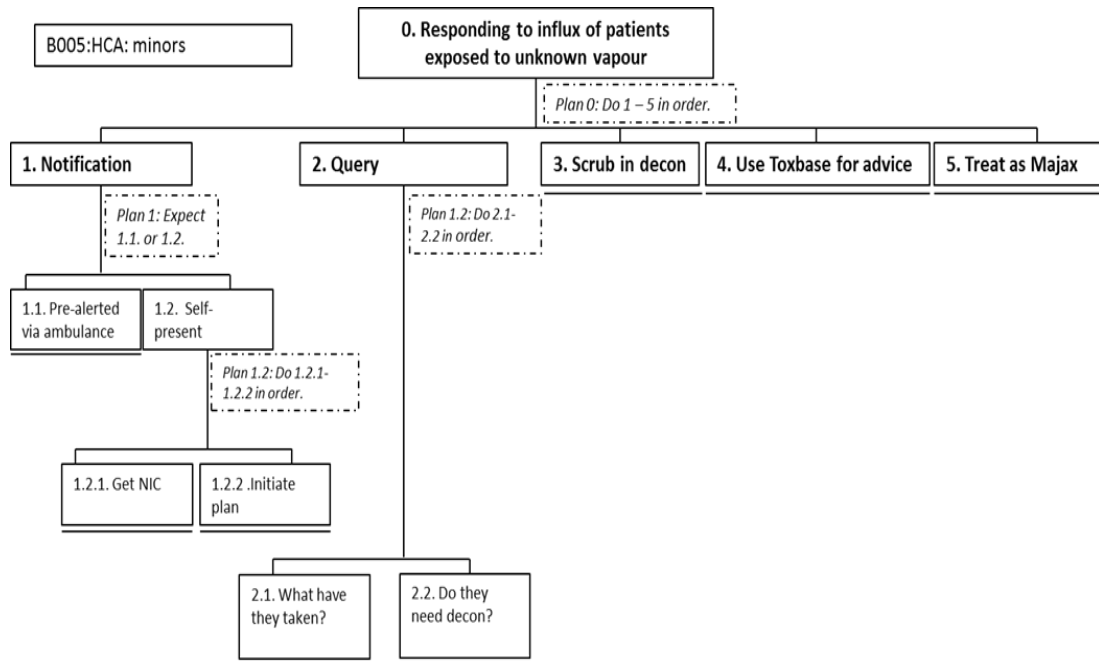 B005:HCA: minors
0. Responding to influx of patients
exposed to unknown vapour
Plan 0: Do 1 – 5 in order.
1. Notification
2. Query
3. Scrub in decon
4. Use Toxbase for advice
5. Treat as Majax
Plan 1: Expect
1.1. or 1.2.
Plan 1.2: Do 2.1-
2.2 in order.
1.1. Pre-alerted
via ambulance
1.2. Self-
present
Plan 1.2: Do 1.2.1-
1.2.2 in order.
1.2.1. Get NIC
1.2.2 .Initiate
plan
2.1. What have
they taken?
2.2. Do they
need decon?